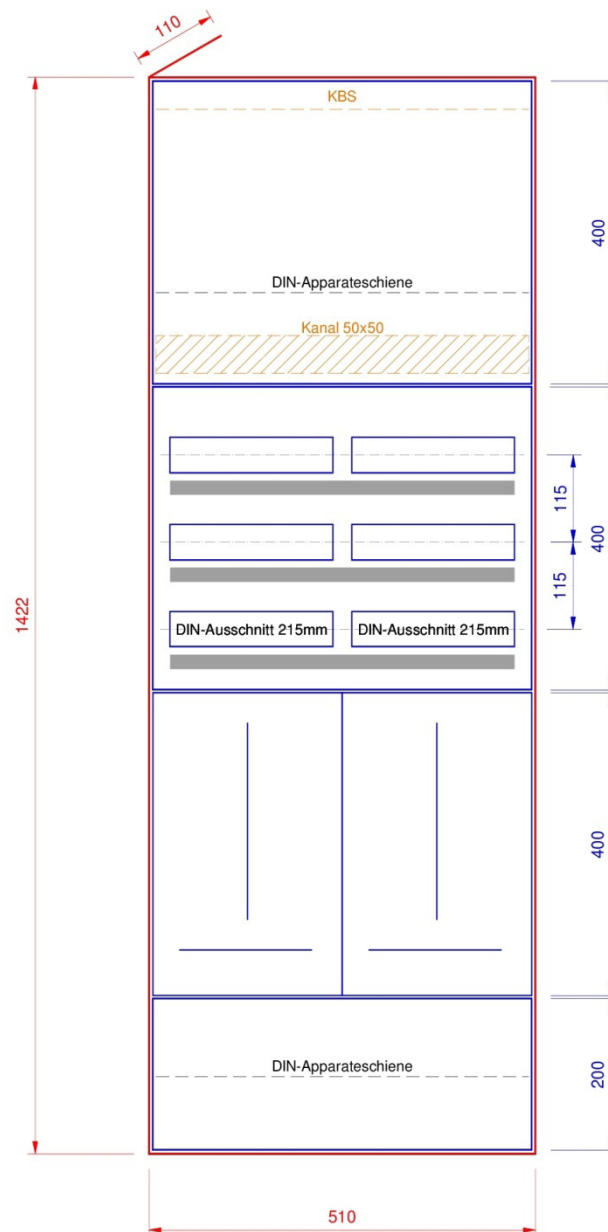 110
KBS
400
DIN-Apparateschiene
Kanal 50x50
115
400
115
1422
DIN-Ausschnitt 215mm DIN-Ausschnitt 215mm
400
DIN-Apparateschiene
200
510